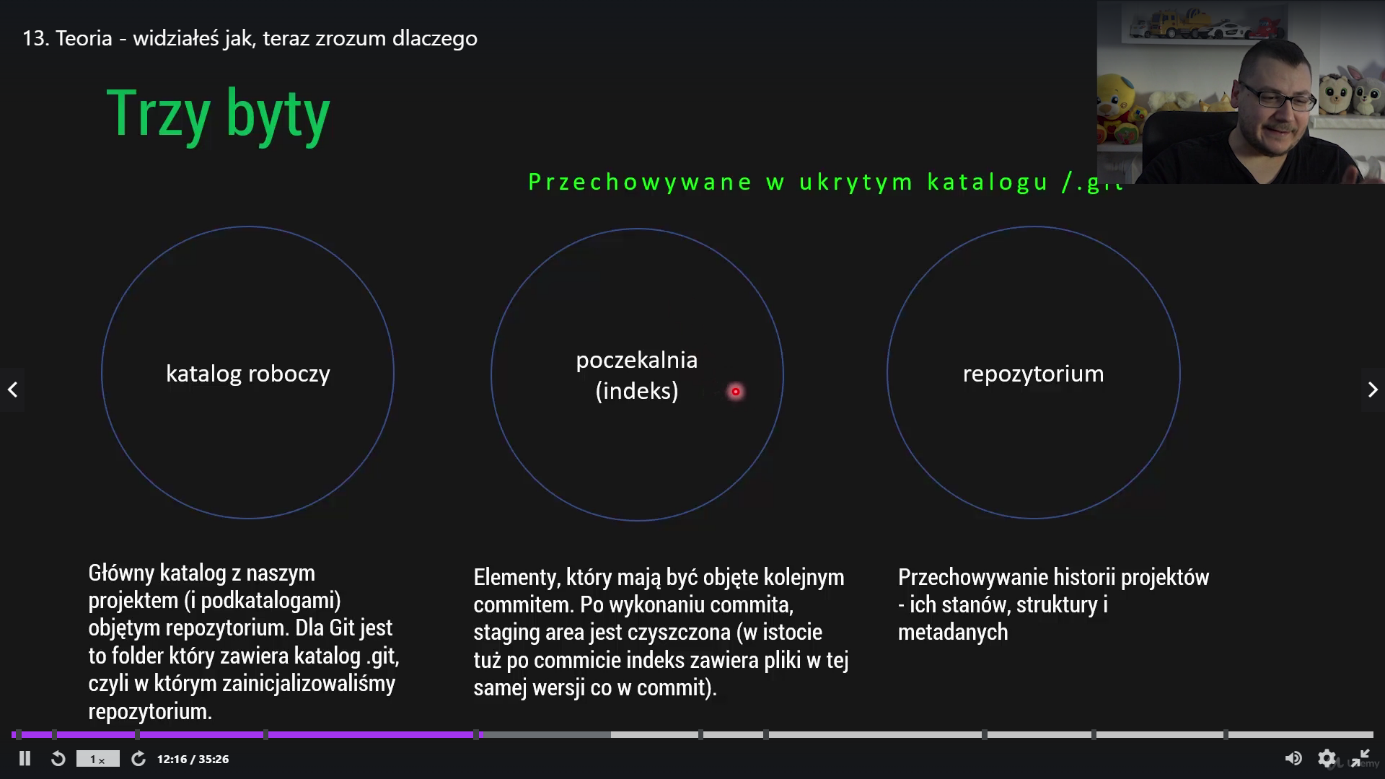 13. Teoria - widziałeś jak, teraz zrozum dlaczego
Trzy byty
Przechowywane w ukrytym katalogu /.git
katalog roboczy
poczekalnia
(indeks)
repozytorium
Główny katalog z naszym
projektem (i podkatalogami)
objętym repozytorium. Dla Git jest
to folder który zawiera katalog .git,
czyli w którym zainicjalizowaliśmy
repozytorium.
Elementy, który mają być objęte kolejnym
commitem. Po wykonaniu commita,
staging area jest czyszczona (w istocie
tuż po commicie indeks zawiera pliki w tej
samej wersji co w commit).
Przechowywanie historii projektów
- ich stanów, struktury i
metadanych
1x
12:16 / 35:26
Udemy